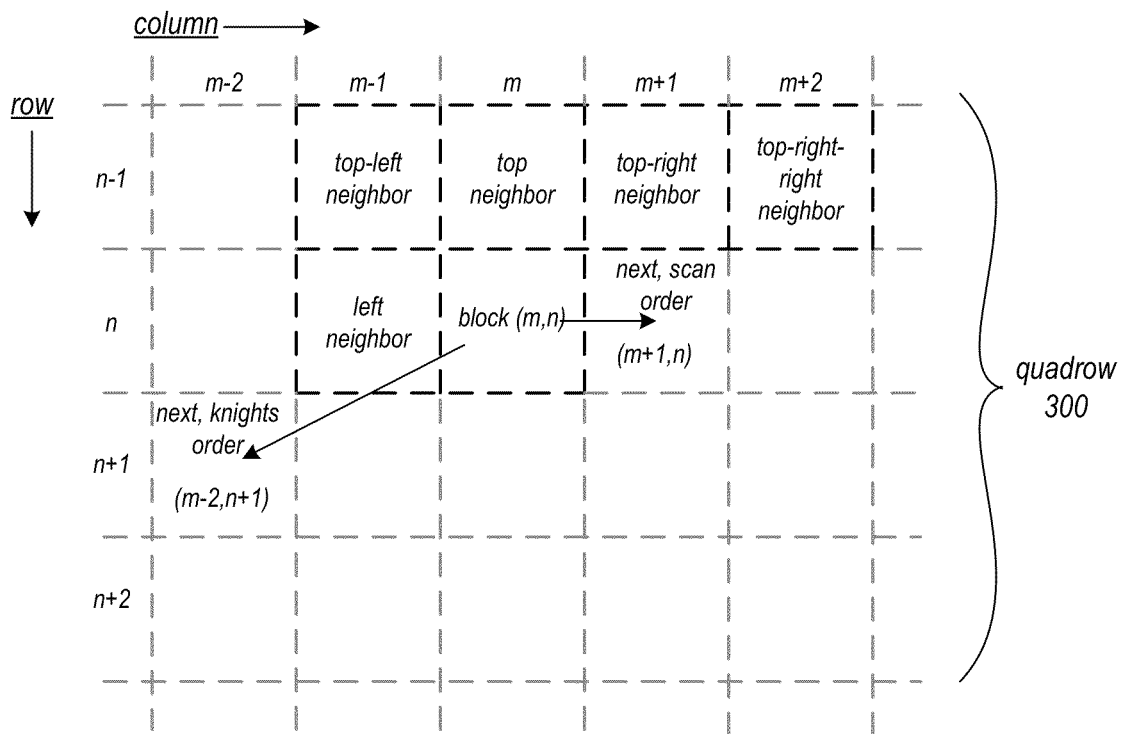 column
row
m-2
m-1
m
m+1
m+2
n-1
top-left
neighbor
top
neighbor
top-right
neighbor
top-right-
right
neighbor
n
left
neighbor
block (m,n)
next, scan
order
(m+1,n)
quadrow
300
n+1
next, knights
order
(m-2,n+1)
n+2